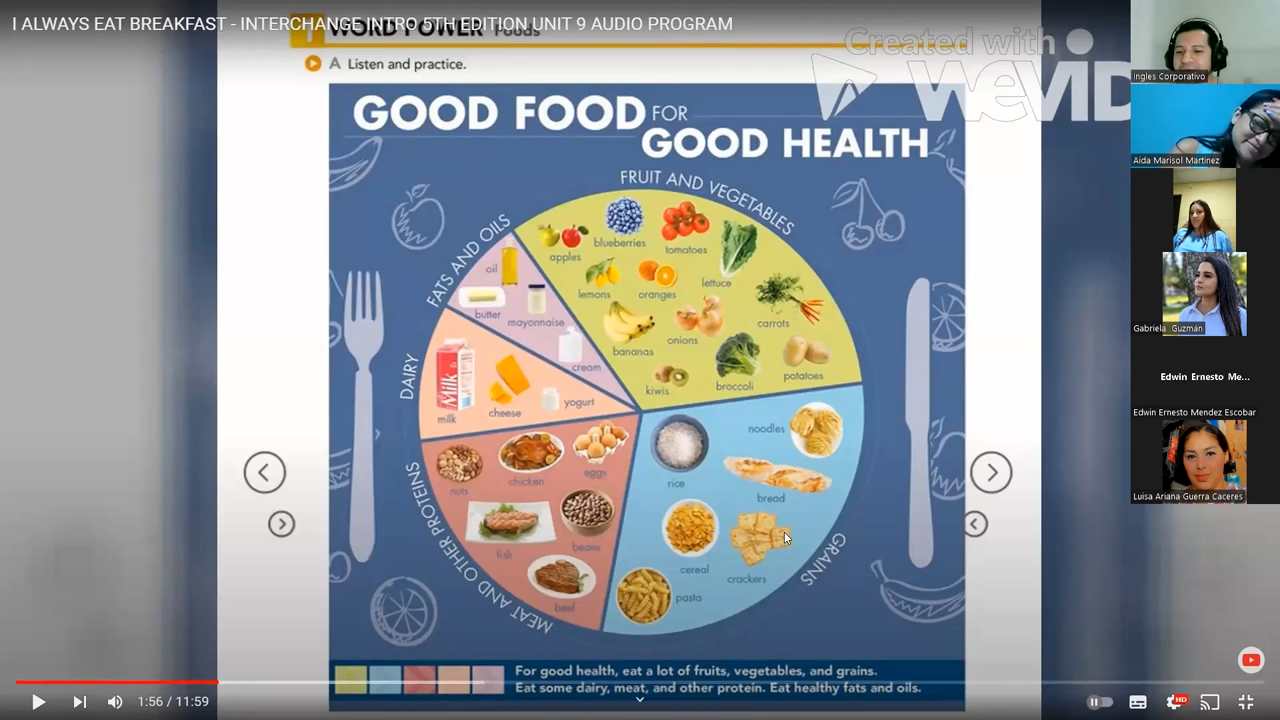 I ALWAYS EAT BREAKFAST - INTERCHANGE INTRO 5TH EDITION UNIT 9 AUDIO PROGRAM
1 WORD POWER Foods
A Listen and practice.
Created with
GOOD FOOD FOR
GOOD HEALTH
FRUIT AND VEGETABLES
apples
blueberries
tomatoes
lemons
oranges
lettuce
carrots
bananas
onions
kiwis
broccoli
potatoes
FATS AND OILS
oil
butter
mayonnaise
cream
DAIRY
Milk
milk
cheese
yogurt
MEAT AND OTHER PROTEINS
nuts
chicken
eggs
fish
beans
beef
GRAINS
noodles
rice
bread
cereal
crackers
pasta
For good health, eat a lot of fruits, vegetables, and grains.
Eat some dairy, meat, and other protein. Eat healthy fats and oils.
1:56 / 11:59
HD
Ingles Corporativo
Aida Marisol Martinez
Gabriela Guzmán
Edwin Ernesto Me...
Edwin Ernesto Mendez Escobar
Luisa Ariana Guerra Caceres